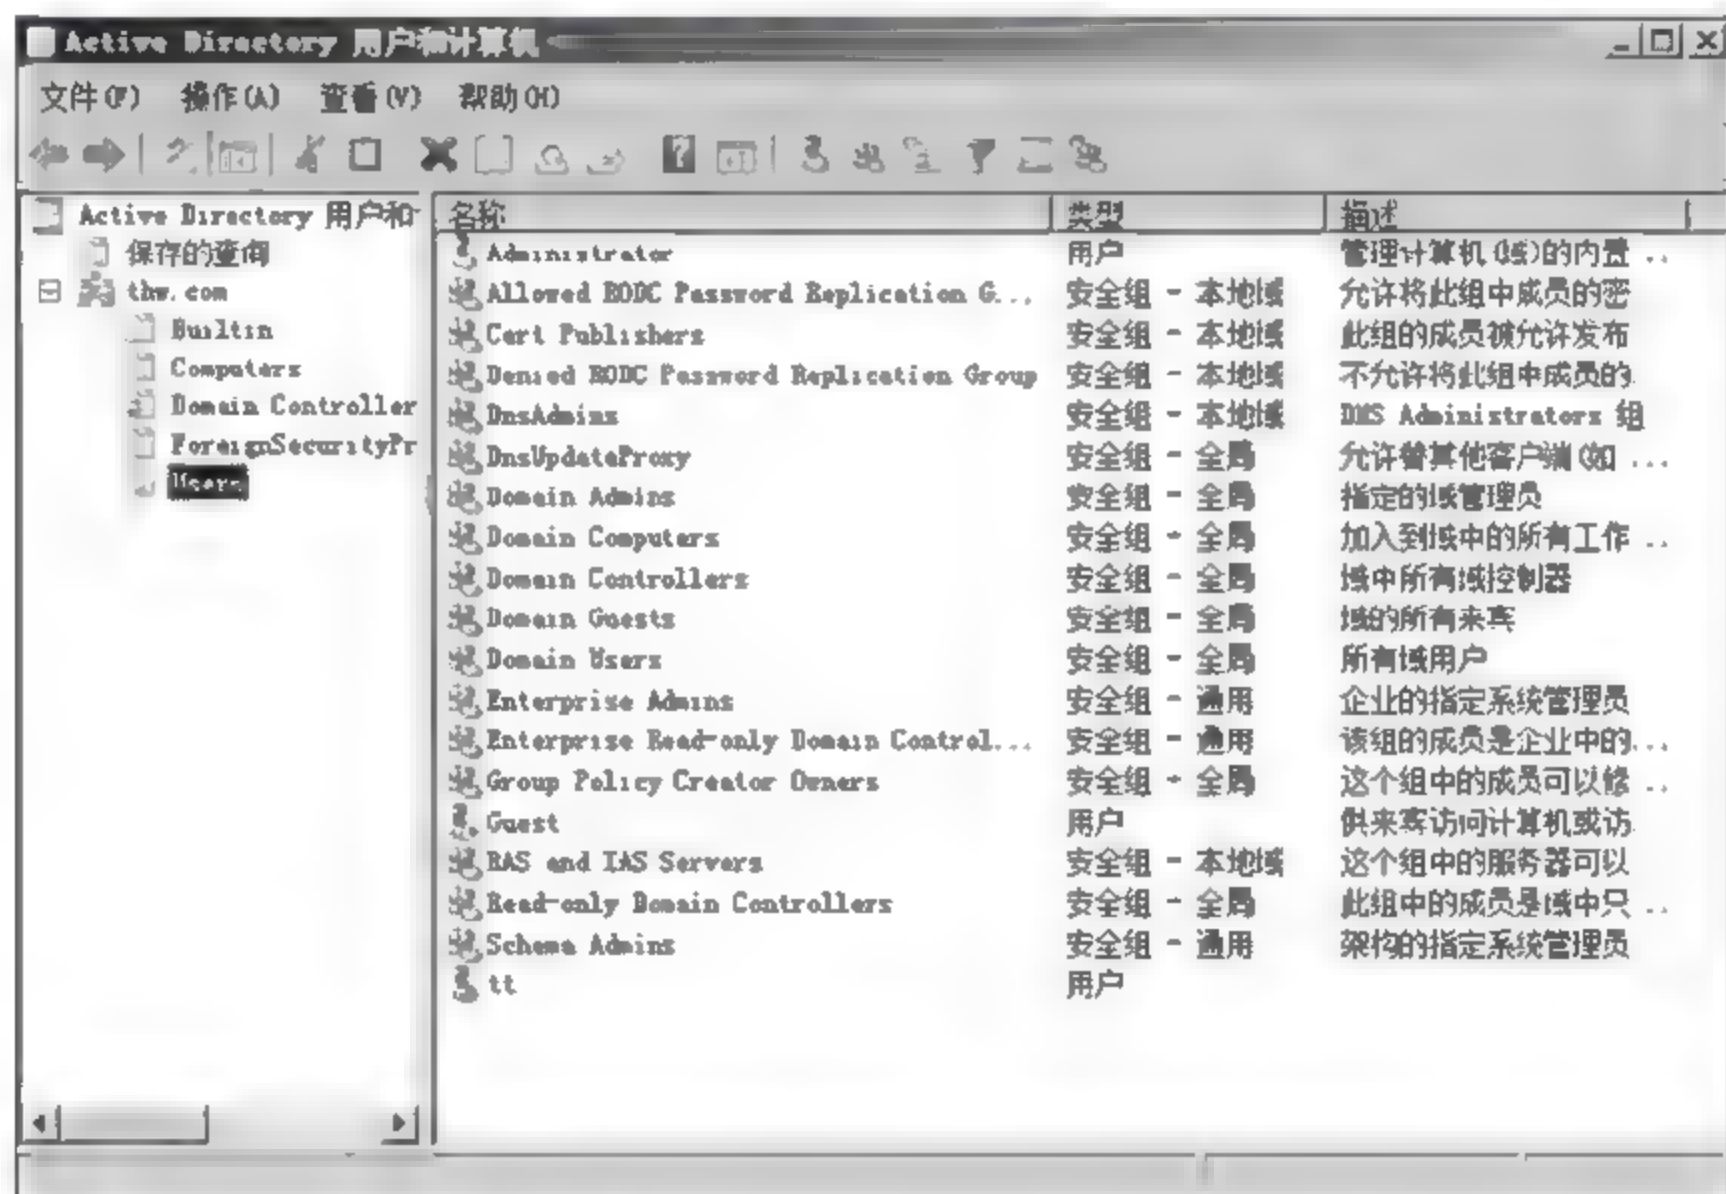 Active Directory 用户和计算机
文件(F) 操作(A) 查看(V) 帮助(H)
Active Directory 用户和
保存的查询
thw.com
Builtin
Computers
Domain Controller
ForeignSecurityPr
Users
名称 类型 描述
Administrator 用户 管理计算机(域)的内置 ..
Allowed RODC Password Replication G... 安全组 - 本地域 允许将此组中成员的密
Cert Publishers 安全组 - 本地域 此组的成员被允许发布
Denied RODC Password Replication Group 安全组 - 本地域 不允许将此组中成员的
DnsAdmins 安全组 - 本地域 DNS Administrators 组
DnsUpdateProxy 安全组 - 全局 允许替其他客户端(如 ...
Domain Admins 安全组 - 全局 指定的域管理员
Domain Computers 安全组 - 全局 加入到域中的所有工作 ..
Domain Controllers 安全组 - 全局 域中所有域控制器
Domain Guests 安全组 - 全局 域的所有来宾
Domain Users 安全组 - 全局 所有域用户
Enterprise Admins 安全组 - 通用 企业的指定系统管理员
Enterprise Read-only Domain Control... 安全组 - 通用 该组的成员是企业中的...
Group Policy Creator Owners 安全组 - 全局 这个组中的成员可以修 ..
Guest 用户 供来宾访问计算机或访
RAS and IAS Servers 安全组 - 本地域 这个组中的服务器可以
Read-only Domain Controllers 安全组 - 全局 此组中的成员是域中只 ..
Schema Admins 安全组 - 通用 架构的指定系统管理员
tt 用户